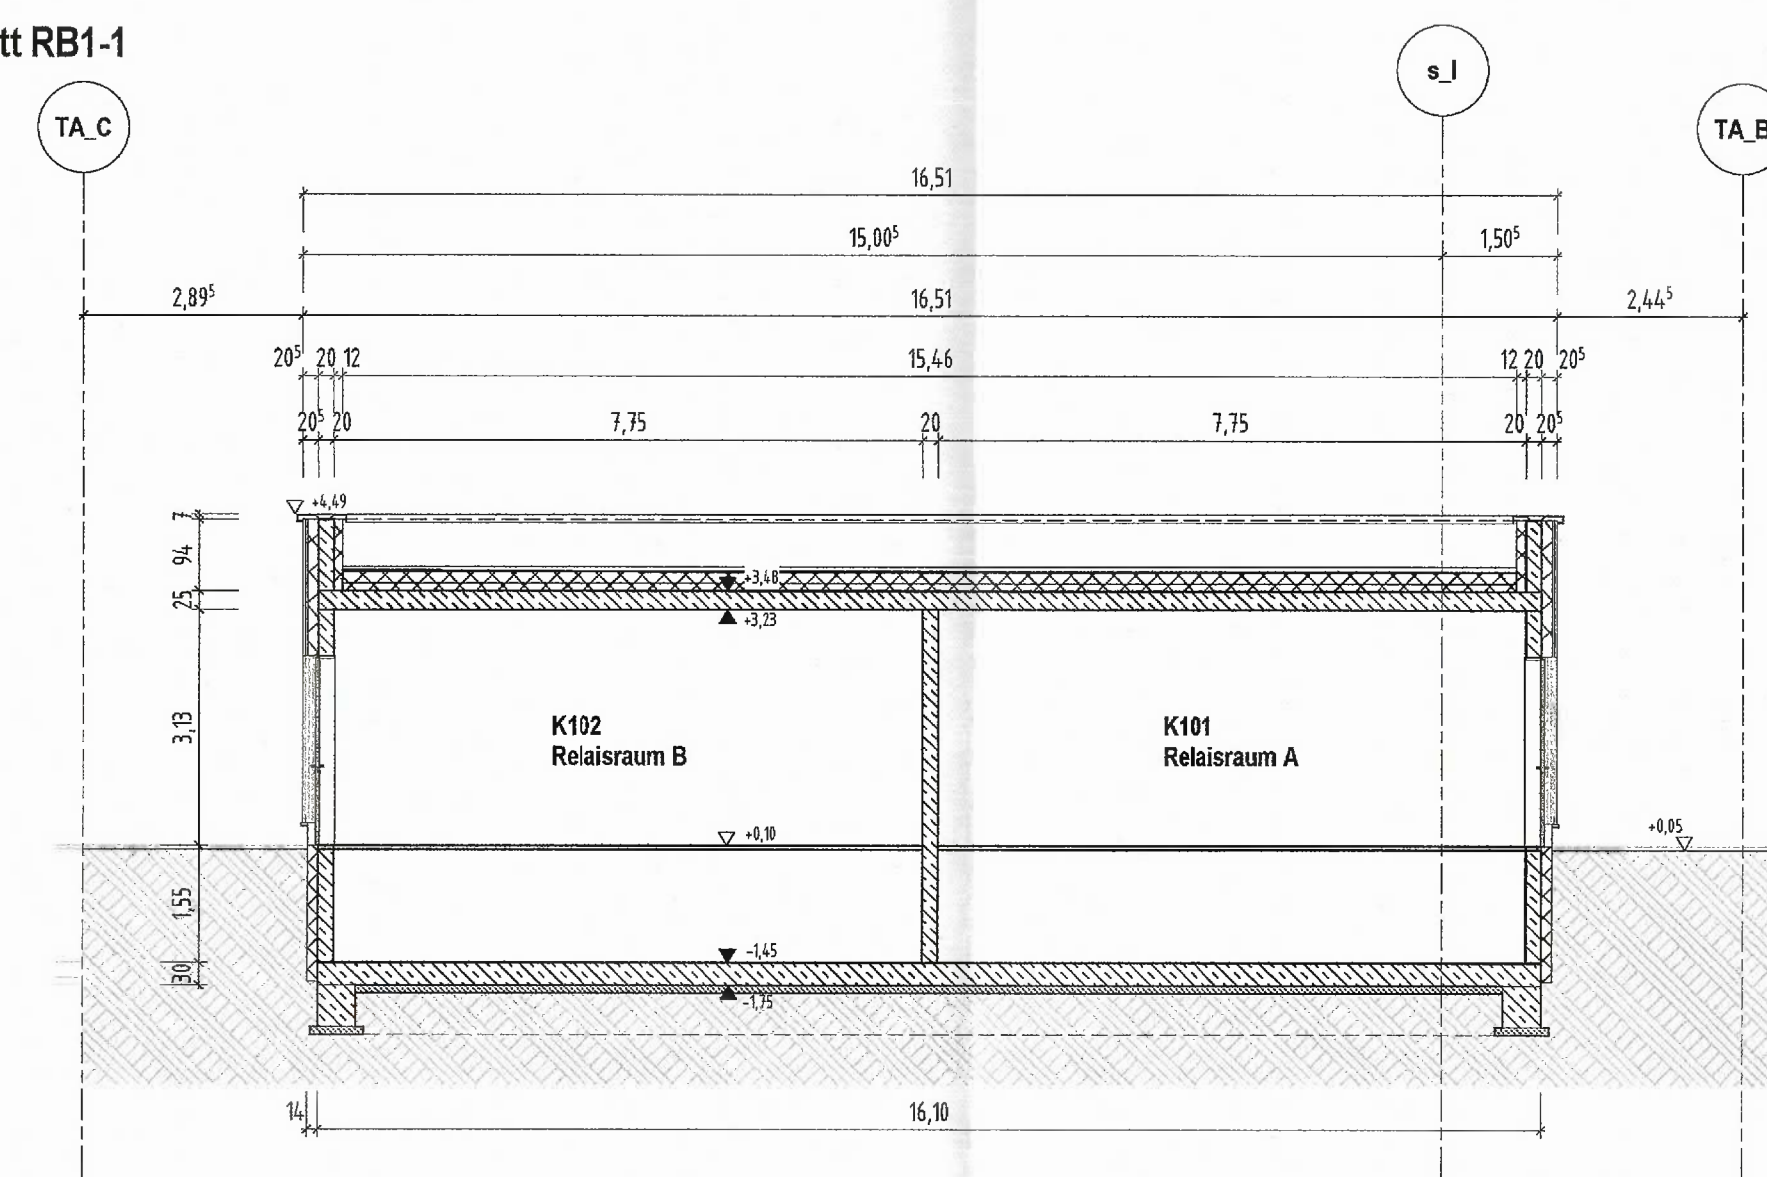 tt RB1-1
s_I
TA_C
TA_B
16,51
15,00⁵
1,50⁵
2,89⁵
16,51
2,44⁵
20⁵ 20 12
15,46
12 20 20⁵
20⁵ 20
7,75
20
7,75
20 20⁵
+4,49
7
94
+3,48
25
+3,23
3,13
K102
Relaisraum B
K101
Relaisraum A
+0,10
+0,05
1,55
-1,45
30
-1,75
14
16,10